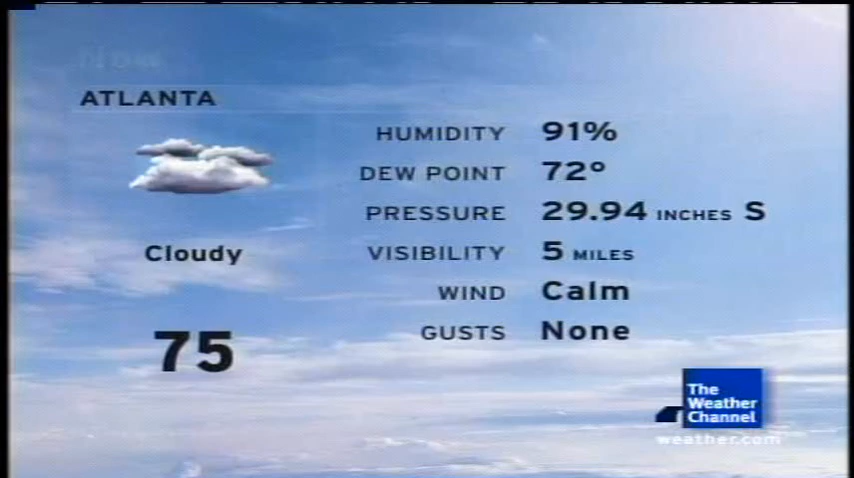 Now
ATLANTA
Cloudy
75
HUMIDITY 91%
DEW POINT 72°
PRESSURE 29.94 INCHES S
VISIBILITY 5 MILES
WIND Calm
GUSTS None
The
Weather
Channel
weather.com